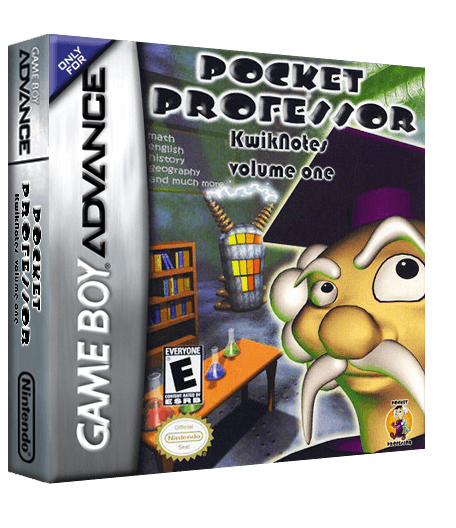 GAME BOY
ADVANCE
POCKET
PROFESSOR
KwikNotes volume one
Nintendo
ONLY
FOR
GAME BOY ADVANCE
POCKET
PROFESSOR
KwikNotes
volume one
math
english
history
geography
and much more
EVERYONE
E
CONTENT RATED BY
ESRB
Official
Nintendo
Seal
POCKET
PROFESSOR